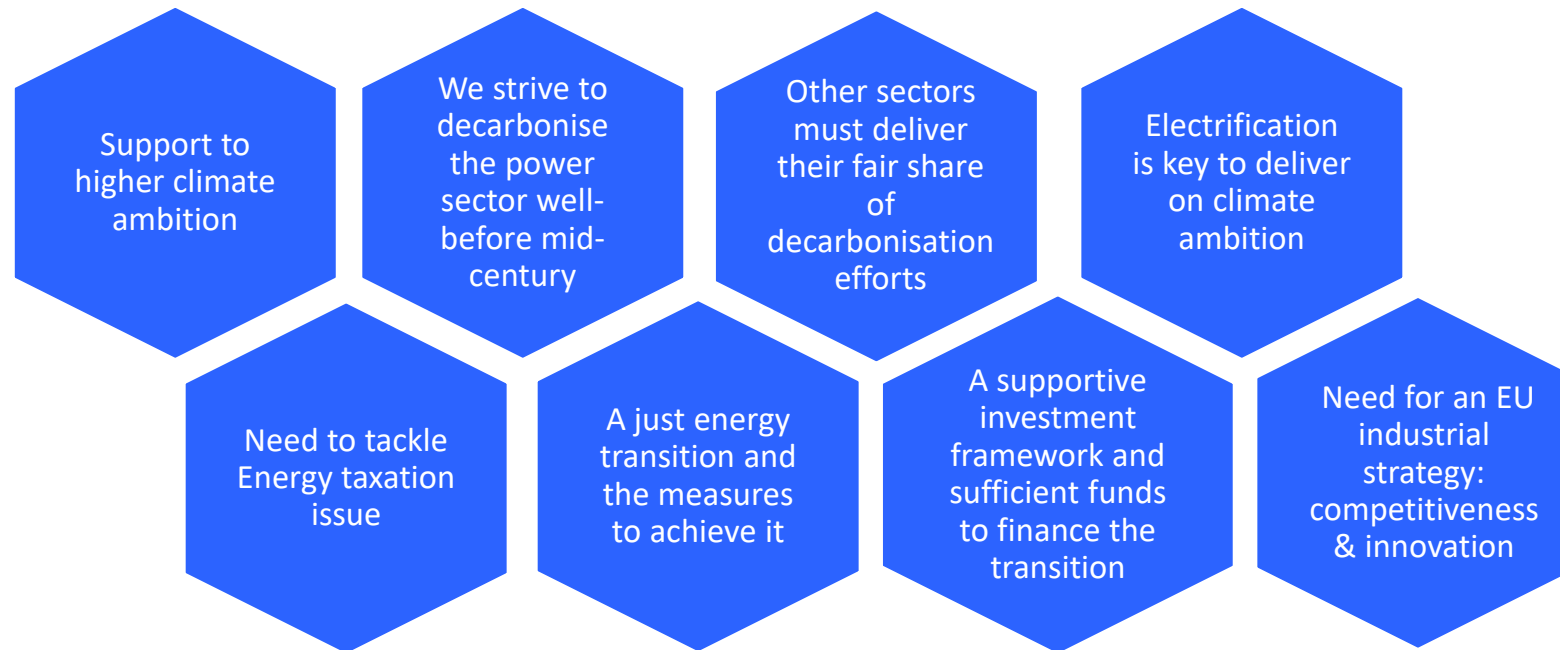 Support to
higher climate
ambition
We strive to
decarbonise
the power
sector well-
before mid-
century
Other sectors
must deliver
their fair share
of
decarbonisation
efforts
Electrification
is key to deliver
on climate
ambition
Need to tackle
Energy taxation
issue
A just energy
transition and
the measures
to achieve it
A supportive
investment
framework and
sufficient funds
to finance the
transition
Need for an EU
industrial
strategy:
competitiveness
& innovation